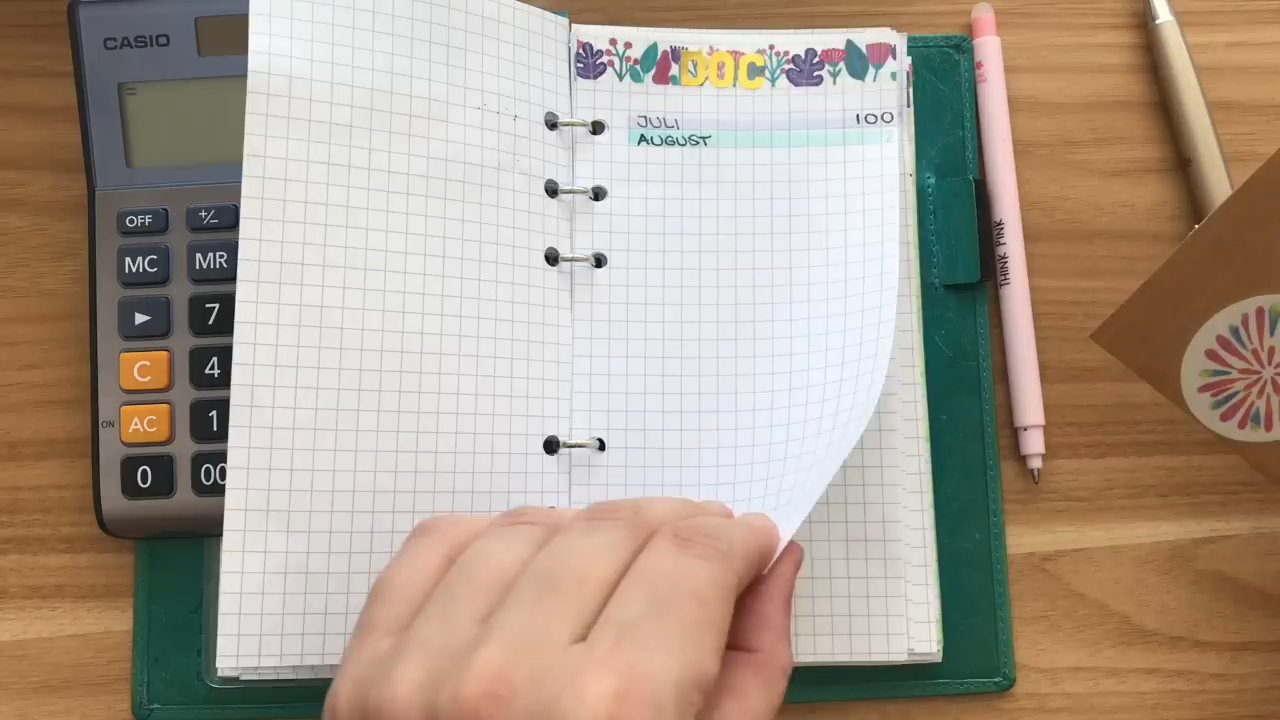 CASIO
DOC
JULI 100
AUGUST
OFF +/−
MC MR
▶ 7
C 4
ON AC 1
0 00
THINK PINK